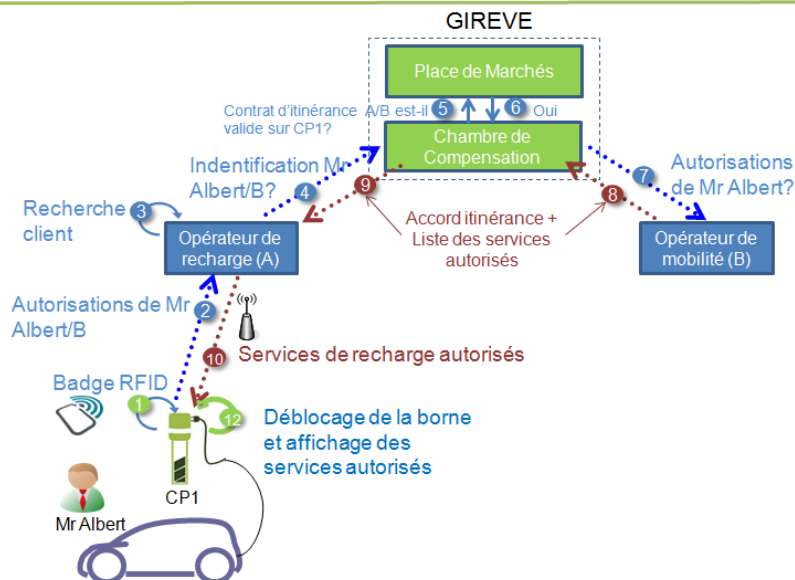 GIREVE
Place de Marchés
Contrat d'itinérance A/B est-il
valide sur CP1?
5
6
Oui
Chambre de
Compensation
Indentification Mr
Albert/B?
4
9
7
8
Autorisations
de Mr Albert?
Recherche
client
3
Accord itinérance +
Liste des services
autorisés
Opérateur de
recharge (A)
Opérateur de
mobilité (B)
Autorisations de Mr
Albert/B
2
10
Services de recharge autorisés
Badge RFID
1
12
Déblocage de la borne
et affichage des
services autorisés
CP1
Mr Albert